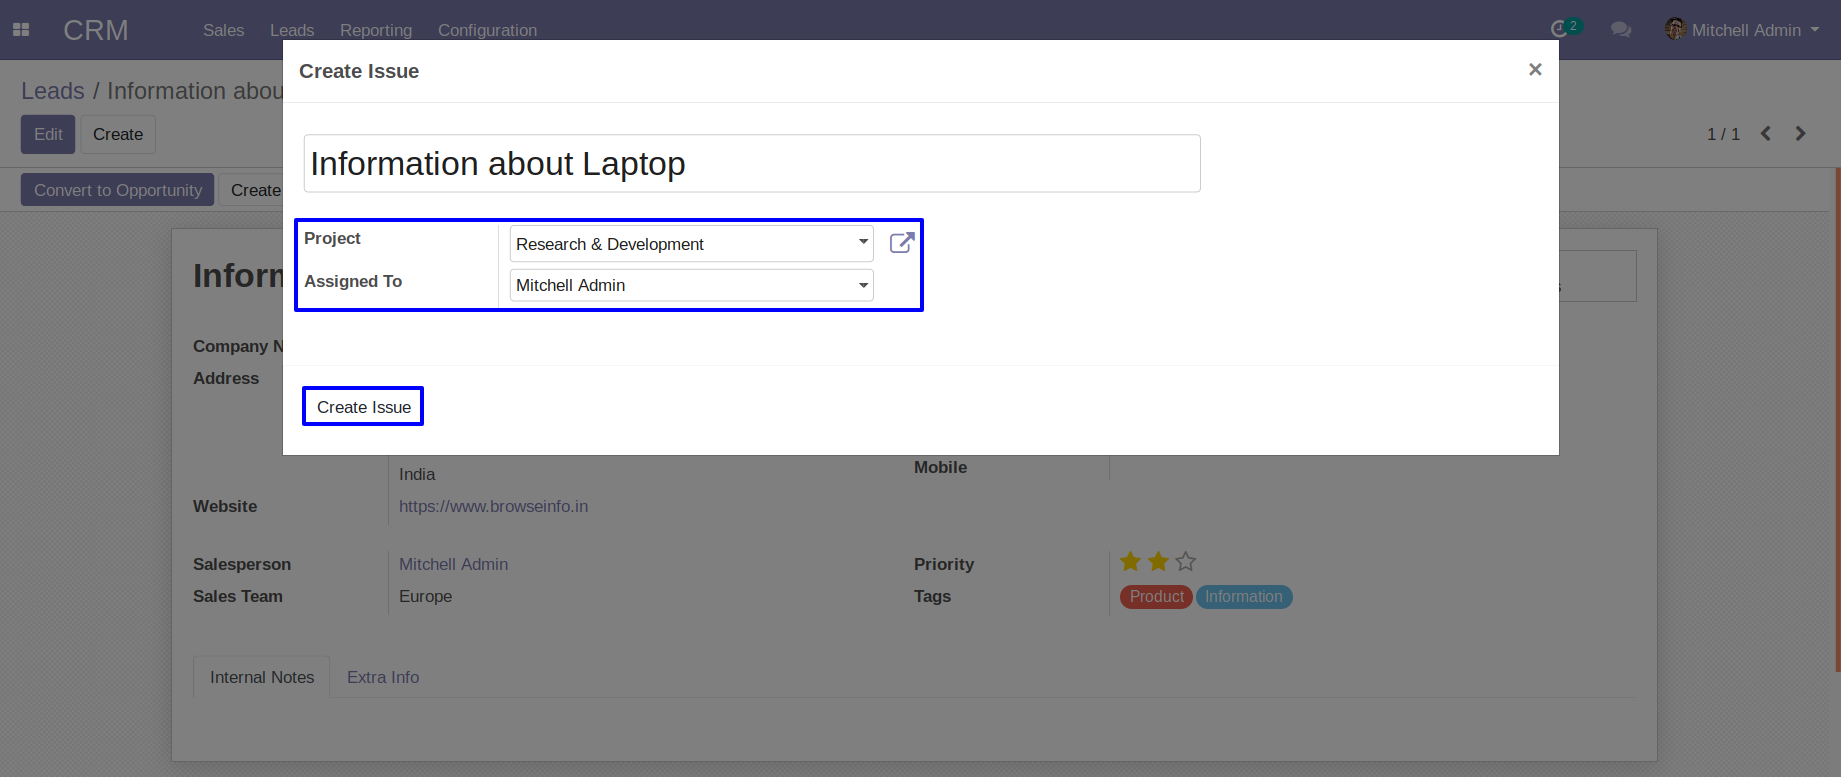 CRM Sales Leads Reporting Configuration 2 Mitchell Admin
Create Issue ×
Leads / Information abou
Edit Create 1 / 1
Information about Laptop
Convert to Opportunity Create
Project Research & Development
Assigned To Mitchell Admin
Inform
Company N
Address
Create Issue
India Mobile
Website https://www.browseinfo.in
Salesperson Mitchell Admin Priority
Sales Team Europe Tags Product Information
Internal Notes Extra Info